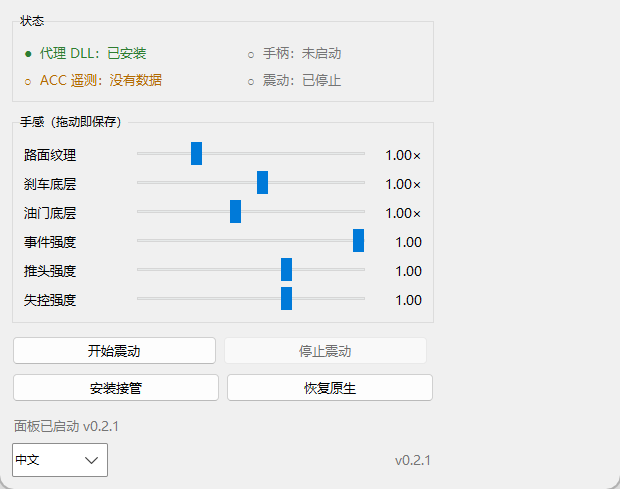 状态
● 代理 DLL：已安装
○ 手柄：未启动
○ ACC 遥测：没有数据
○ 震动：已停止
手感（拖动即保存）
路面纹理 1.00×
刹车底层 1.00×
油门底层 1.00×
事件强度 1.00
推头强度 1.00
失控强度 1.00
开始震动 停止震动
安装接管 恢复原生
面板已启动 v0.2.1
中文 v0.2.1